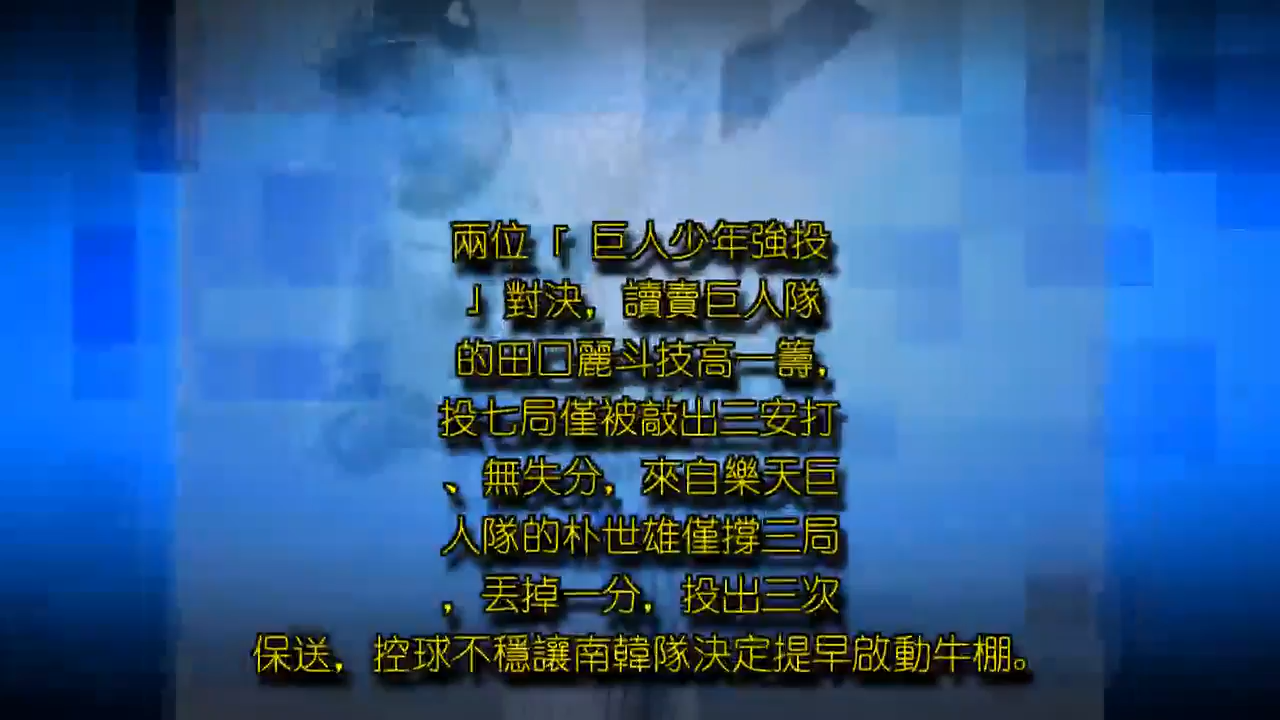 兩位「 巨人少年強投
」對決，讀賣巨人隊
的田口麗斗技高一籌，
投七局僅被敲出三安打
、無失分，來自樂天巨
人隊的朴世雄僅撐三局
，丟掉一分，投出三次
保送，控球不穩讓南韓隊決定提早啟動牛棚。